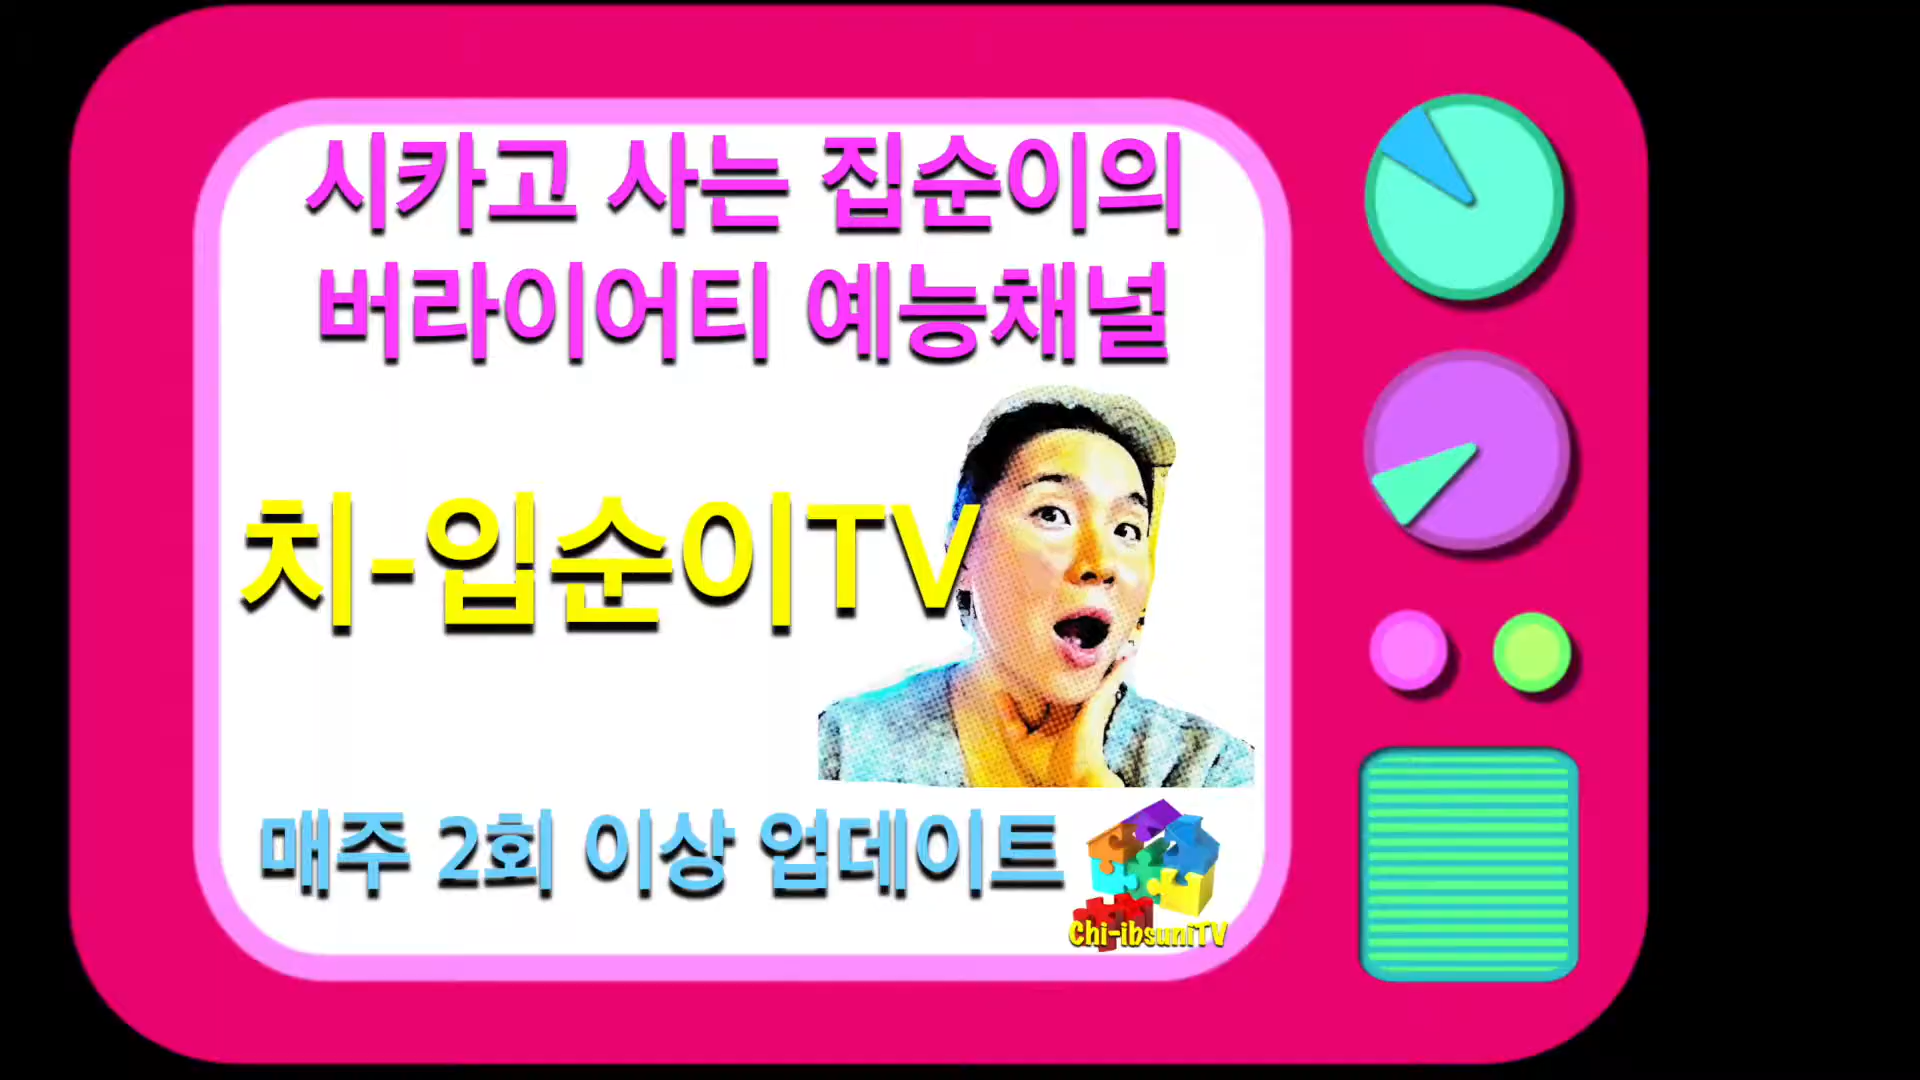 시카고 사는 집순이의
버라이어티 예능채널
치-입순이TV
매주 2회 이상 업데이트
Chi-ibsuniTV